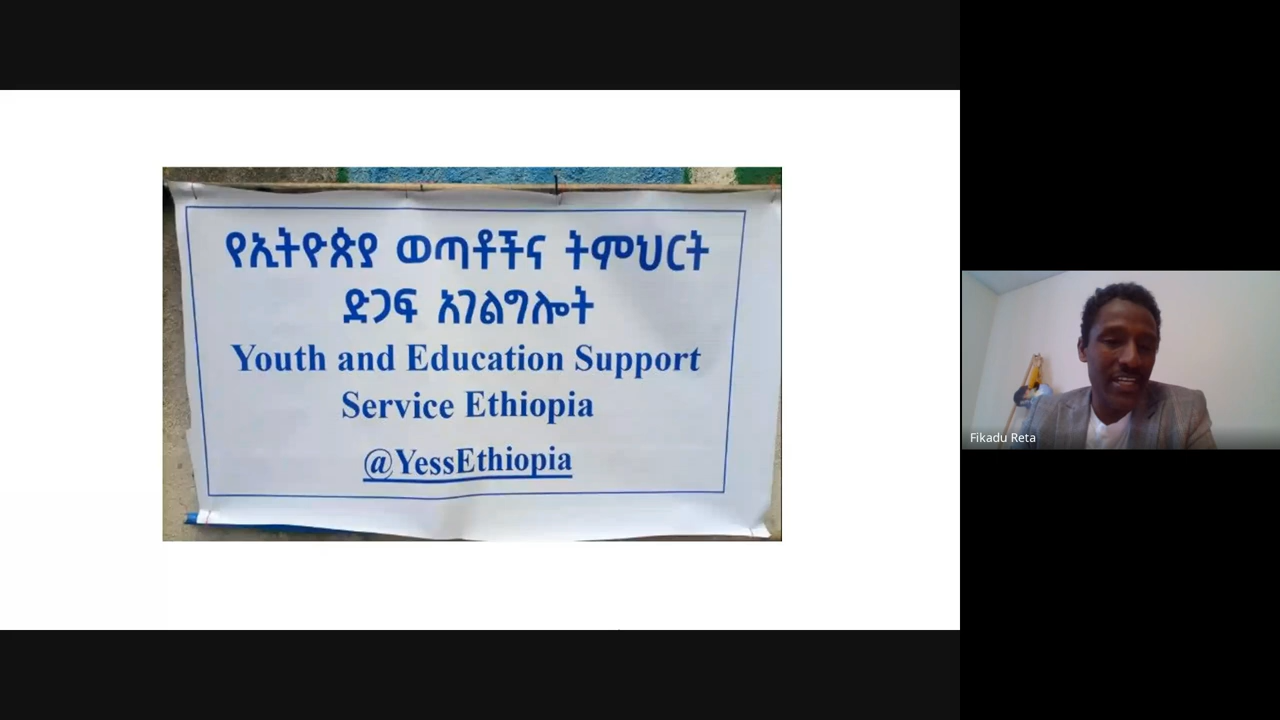 የኢትዮጵያ ወጣቶችና ትምህርት
ድጋፍ አገልግሎት
Youth and Education Support
Service Ethiopia
@YessEthiopia
Fikadu Reta